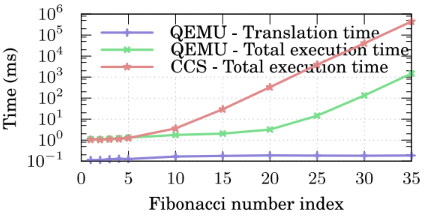 10^6
10^5
10^4
10^3
10^2
10^1
10^0
10^−1
Time (ms)
QEMU - Translation time
QEMU - Total execution time
CCS - Total execution time
0 5 10 15 20 25 30 35
Fibonacci number index